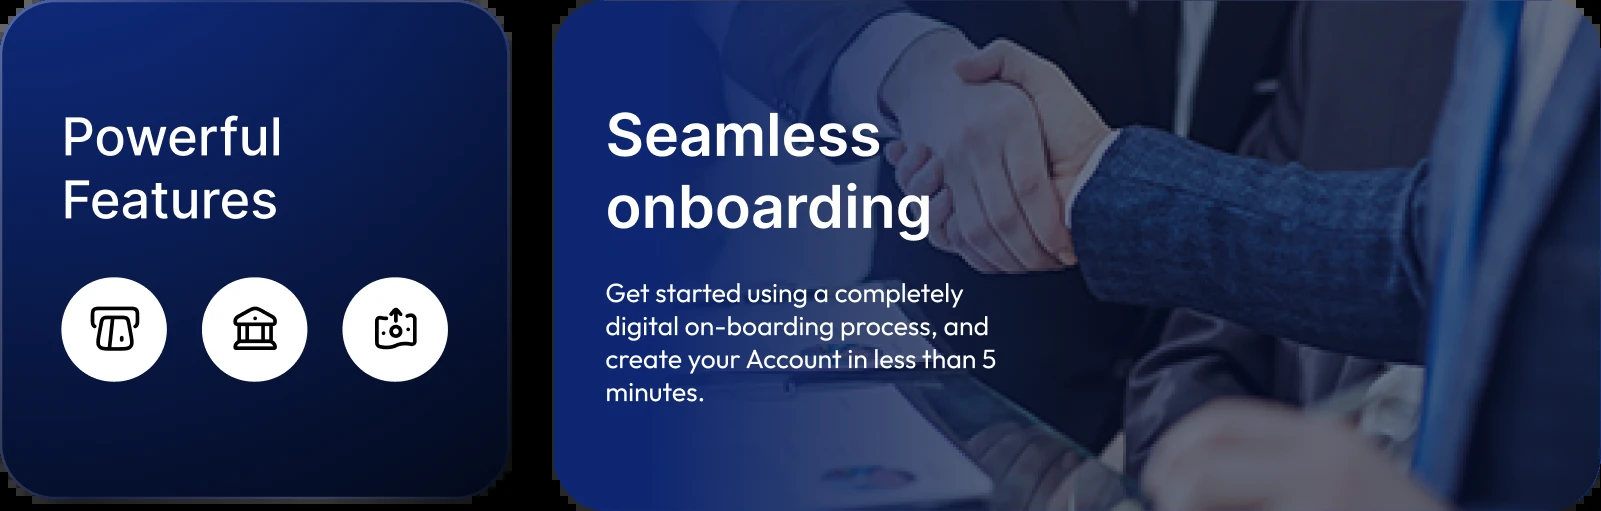 Powerful
Features
Seamless
onboarding
Get started using a completely
digital on-boarding process, and
create your Account in less than 5
minutes.